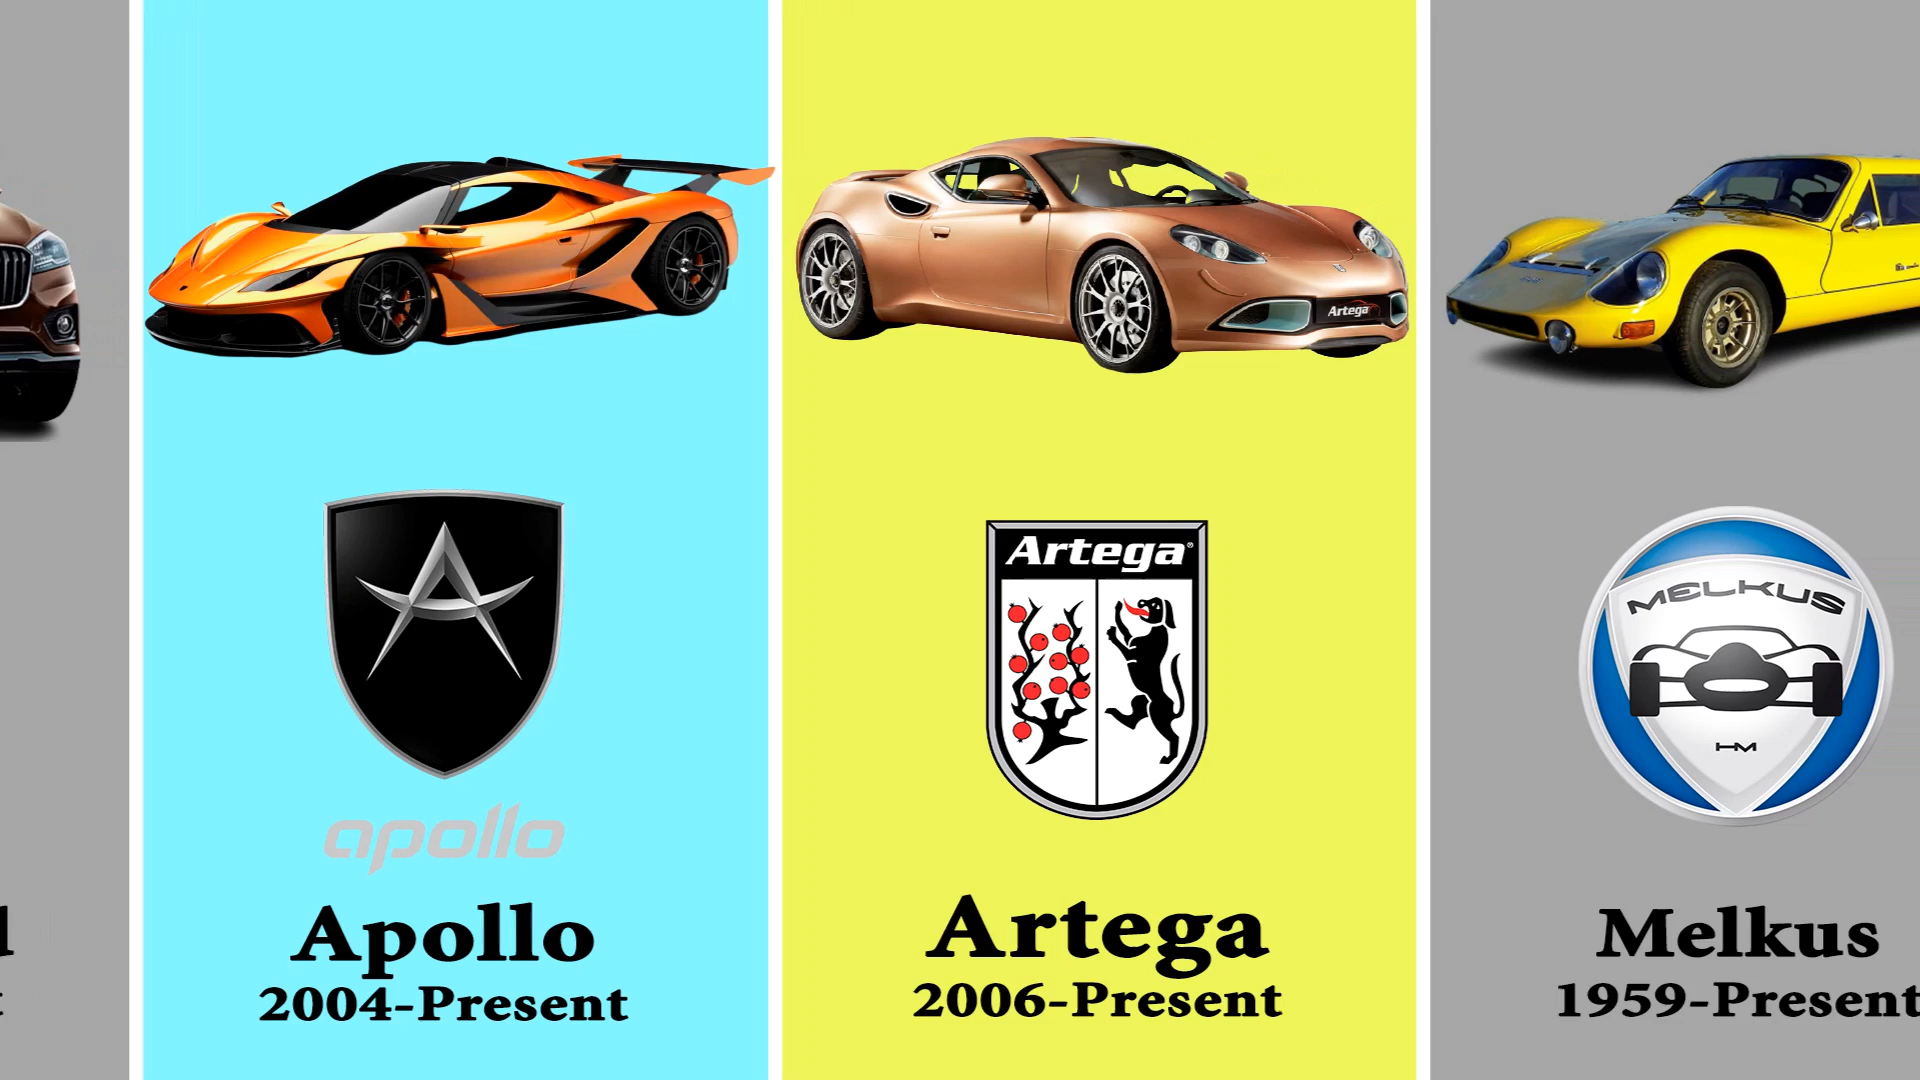 apollo
Apollo
2004-Present
Artega
Artega®
Artega
2006-Present
MELKUS
HM
Melkus
1959-Present